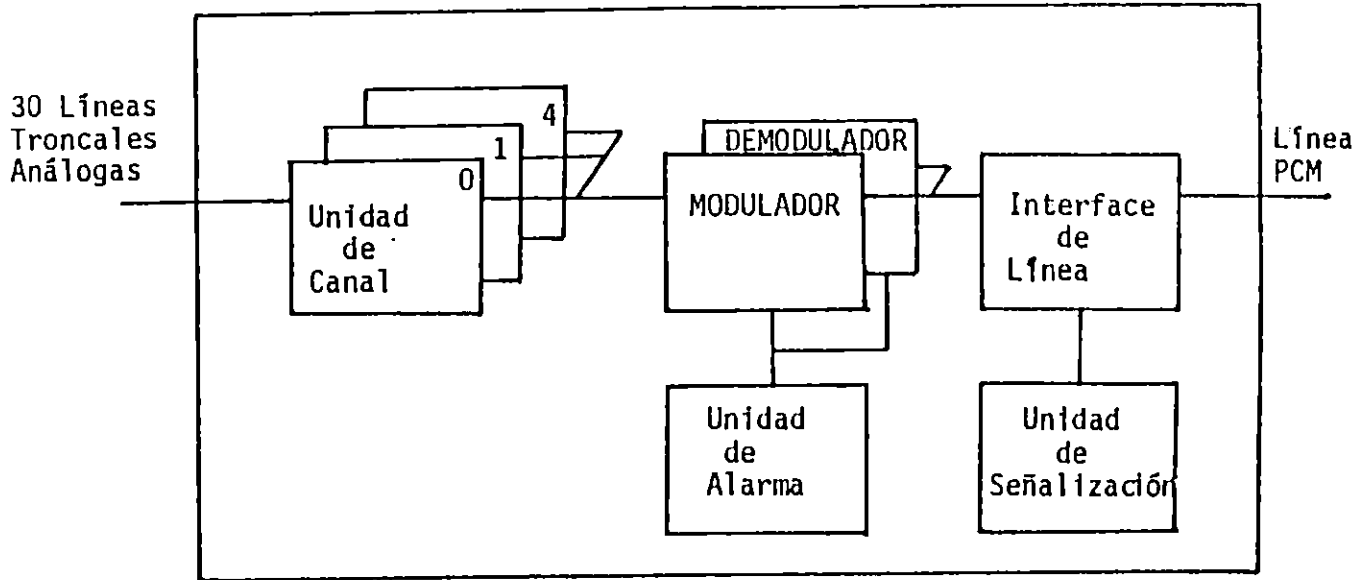 30 Líneas
Troncales
Análogas
4
1
0
Unidad
de
Canal
DEMODULADOR
MODULADOR
Interface
de
Línea
Línea
PCM
Unidad
de
Alarma
Unidad
de
Señalización